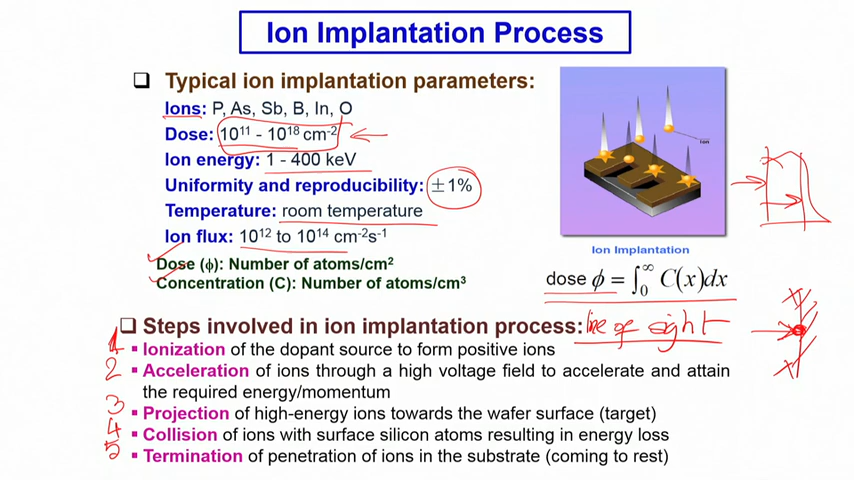 Ion Implantation Process
Typical ion implantation parameters:
Ions: P, As, Sb, B, In, O
Dose: 10¹¹ - 10¹⁸ cm⁻²
Ion energy: 1 - 400 keV
Uniformity and reproducibility: ±1%
Temperature: room temperature
Ion flux: 10¹² to 10¹⁴ cm⁻²s⁻¹
Dose (ϕ): Number of atoms/cm²
Concentration (C): Number of atoms/cm³
Ion
Ion Implantation
dose ϕ = ∫₀^∞ C(x)dx
Steps involved in ion implantation process: line of sight
1 ▪ Ionization of the dopant source to form positive ions
2 ▪ Acceleration of ions through a high voltage field to accelerate and attain
the required energy/momentum
3 ▪ Projection of high-energy ions towards the wafer surface (target)
4 ▪ Collision of ions with surface silicon atoms resulting in energy loss
5 ▪ Termination of penetration of ions in the substrate (coming to rest)